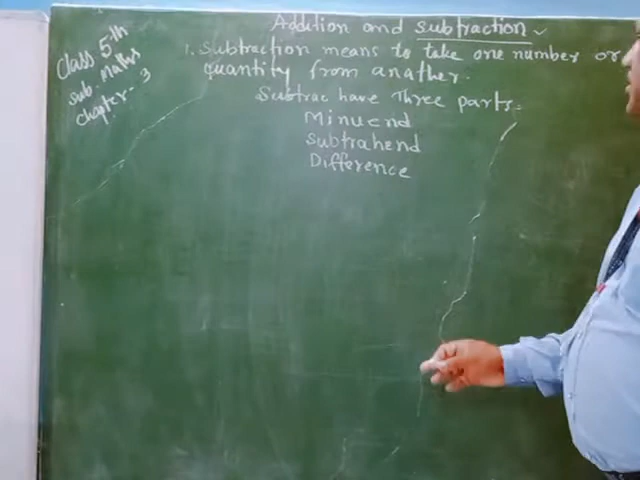 Addition and subtraction
Class 5th
sub. maths
chapter - 3
1. Subtraction means to take one number or
quantity from another.
Subtrac have Three parts.
Minuend
Subtrahend
Difference